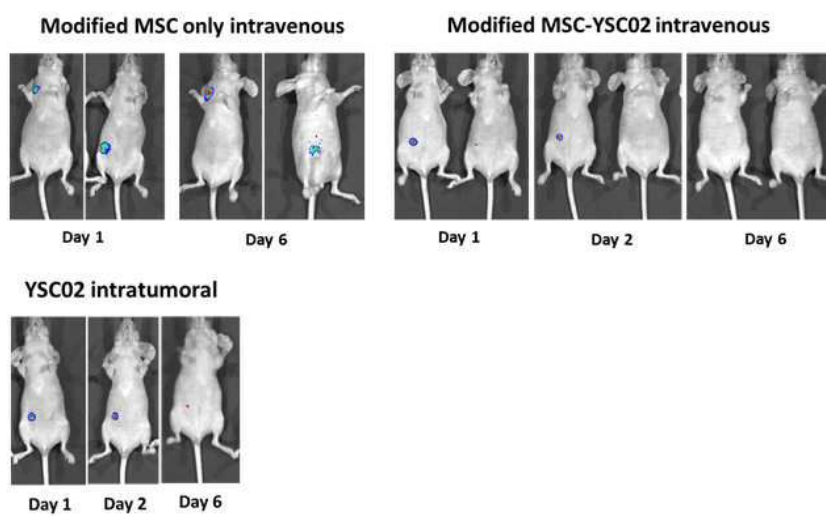 Modified MSC only intravenous
Modified MSC-YSC02 intravenous
Day 1
Day 6
Day 1
Day 2
Day 6
YSC02 intratumoral
Day 1
Day 2
Day 6